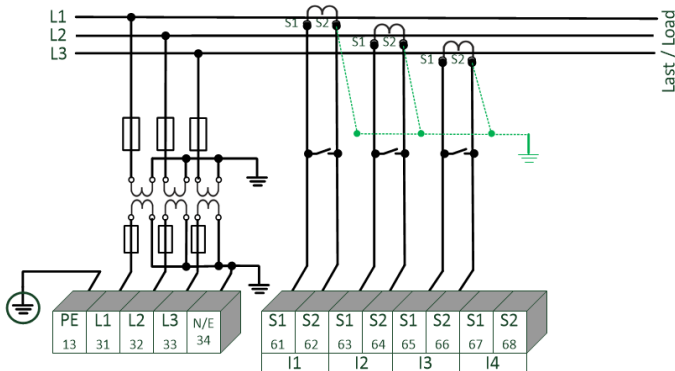 L1
L2
L3
S1 S2
S1 S2
S1 S2
Last / Load
PE L1 L2 L3 N/E
13 31 32 33 34
S1 S2 S1 S2 S1 S2 S1 S2
61 62 63 64 65 66 67 68
I1 I2 I3 I4